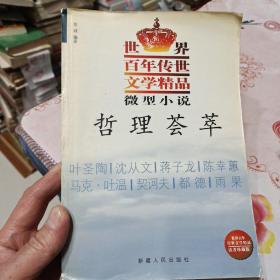 世界
百年传世
文学精品
微型小说
哲理荟萃
叶圣陶|沈从文|蒋子龙|陈幸蕙
马克·吐温|契诃夫|都德|雨果
新疆人民出版社